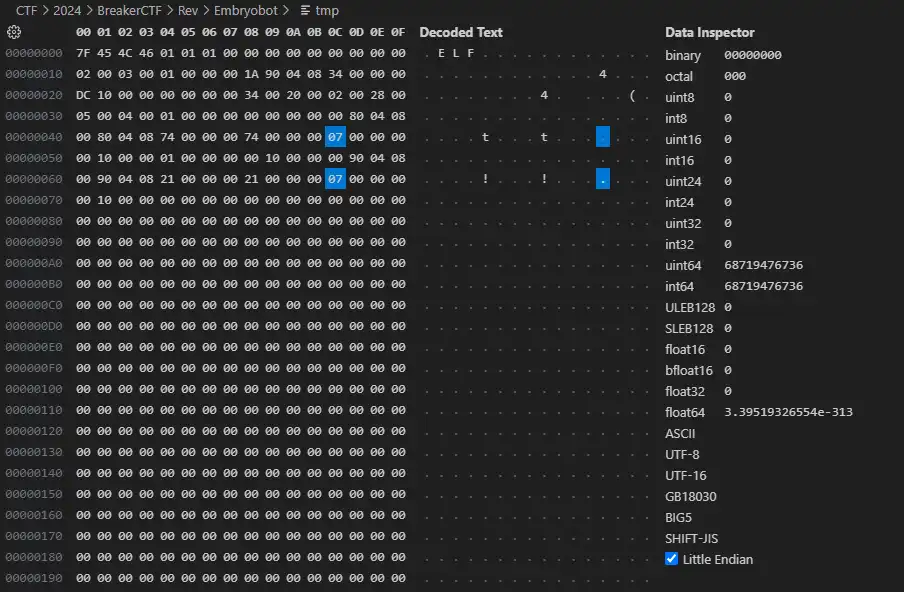 CTF > 2024 > BreakerCTF > Rev > Embryobot > tmp
00 01 02 03 04 05 06 07 08 09 0A 0B 0C 0D 0E 0F Decoded Text Data Inspector
00000000 7F 45 4C 46 01 01 01 00 00 00 00 00 00 00 00 00 . E L F . . . . . . . . . . . . binary 00000000
00000010 02 00 03 00 01 00 00 00 1A 90 04 08 34 00 00 00 . . . . . . . . . . . . 4 . . . octal 000
00000020 DC 10 00 00 00 00 00 00 34 00 20 00 02 00 28 00 . . . . . . . . 4 . . . . ( . uint8 0
00000030 05 00 04 00 01 00 00 00 00 00 00 00 00 80 04 08 . . . . . . . . . . . . . . . . int8 0
00000040 00 80 04 08 74 00 00 00 74 00 00 00 07 00 00 00 . . . . t . . . t . . . . . . . uint16 0
00000050 00 10 00 00 01 00 00 00 00 10 00 00 00 90 04 08 . . . . . . . . . . . . . . . . int16 0
00000060 00 90 04 08 21 00 00 00 21 00 00 00 07 00 00 00 . . . . ! . . . ! . . . . . . . uint24 0
00000070 00 10 00 00 00 00 00 00 00 00 00 00 00 00 00 00 . . . . . . . . . . . . . . . . int24 0
00000080 00 00 00 00 00 00 00 00 00 00 00 00 00 00 00 00 . . . . . . . . . . . . . . . . uint32 0
00000090 00 00 00 00 00 00 00 00 00 00 00 00 00 00 00 00 . . . . . . . . . . . . . . . . int32 0
000000A0 00 00 00 00 00 00 00 00 00 00 00 00 00 00 00 00 . . . . . . . . . . . . . . . . uint64 68719476736
000000B0 00 00 00 00 00 00 00 00 00 00 00 00 00 00 00 00 . . . . . . . . . . . . . . . . int64 68719476736
000000C0 00 00 00 00 00 00 00 00 00 00 00 00 00 00 00 00 . . . . . . . . . . . . . . . . ULEB128 0
000000D0 00 00 00 00 00 00 00 00 00 00 00 00 00 00 00 00 . . . . . . . . . . . . . . . . SLEB128 0
000000E0 00 00 00 00 00 00 00 00 00 00 00 00 00 00 00 00 . . . . . . . . . . . . . . . . float16 0
000000F0 00 00 00 00 00 00 00 00 00 00 00 00 00 00 00 00 . . . . . . . . . . . . . . . . bfloat16 0
00000100 00 00 00 00 00 00 00 00 00 00 00 00 00 00 00 00 . . . . . . . . . . . . . . . . float32 0
00000110 00 00 00 00 00 00 00 00 00 00 00 00 00 00 00 00 . . . . . . . . . . . . . . . . float64 3.39519326554e-313
00000120 00 00 00 00 00 00 00 00 00 00 00 00 00 00 00 00 . . . . . . . . . . . . . . . . ASCII
00000130 00 00 00 00 00 00 00 00 00 00 00 00 00 00 00 00 . . . . . . . . . . . . . . . . UTF-8
00000140 00 00 00 00 00 00 00 00 00 00 00 00 00 00 00 00 . . . . . . . . . . . . . . . . UTF-16
00000150 00 00 00 00 00 00 00 00 00 00 00 00 00 00 00 00 . . . . . . . . . . . . . . . . GB18030
00000160 00 00 00 00 00 00 00 00 00 00 00 00 00 00 00 00 . . . . . . . . . . . . . . . . BIG5
00000170 00 00 00 00 00 00 00 00 00 00 00 00 00 00 00 00 . . . . . . . . . . . . . . . . SHIFT-JIS
00000180 00 00 00 00 00 00 00 00 00 00 00 00 00 00 00 00 . . . . . . . . . . . . . . . . Little Endian
00000190 00 00 00 00 00 00 00 00 00 00 00 00 00 00 00 00 . . . . . . . . . . . . . . . .